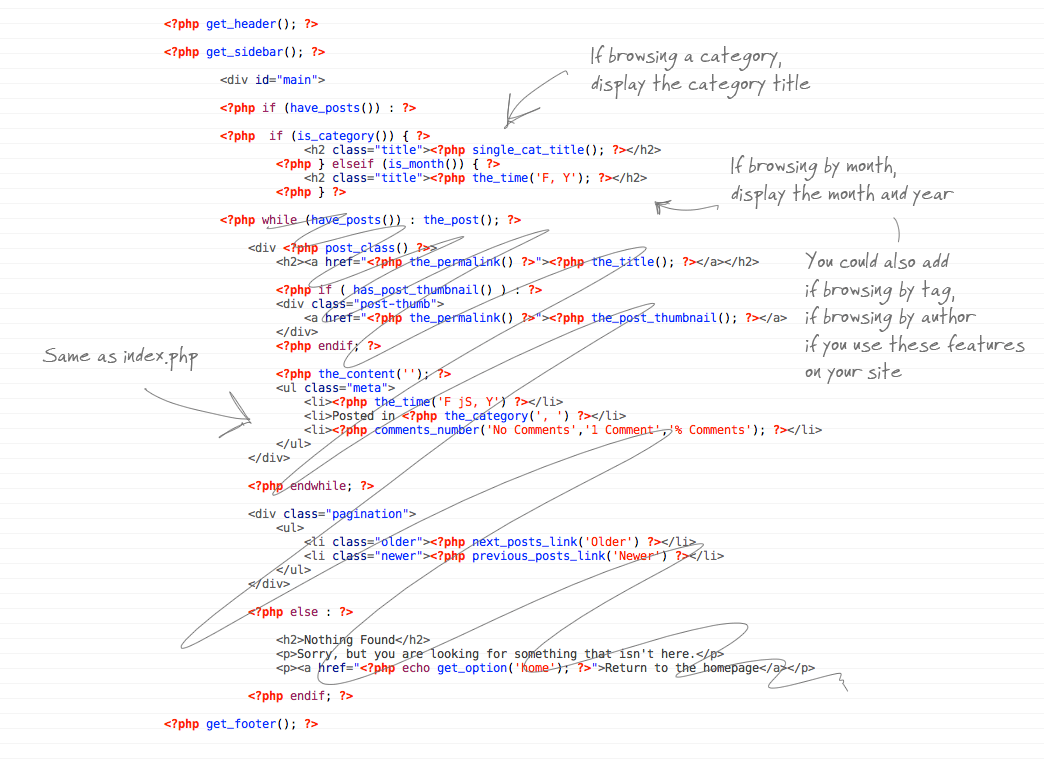 <?php get_header(); ?>
<?php get_sidebar(); ?>
<div id="main">
<?php if (have_posts()) : ?>
<?php  if (is_category()) { ?>
<h2 class="title"><?php single_cat_title(); ?></h2>
<?php } elseif (is_month()) { ?>
<h2 class="title"><?php the_time('F, Y'); ?></h2>
<?php } ?>
<?php while (have_posts()) : the_post(); ?>
<div <?php post_class() ?>>
<h2><a href="<?php the_permalink() ?>"><?php the_title(); ?></a></h2>
<?php if ( has_post_thumbnail() ) : ?>
<div class="post-thumb">
<a href="<?php the_permalink() ?>"><?php the_post_thumbnail(); ?></a>
</div>
<?php endif; ?>
<?php the_content(''); ?>
<ul class="meta">
<li><?php the_time('F jS, Y') ?></li>
<li>Posted in <?php the_category(', ') ?></li>
<li><?php comments_number('No Comments','1 Comment','% Comments'); ?></li>
</ul>
</div>
<?php endwhile; ?>
<div class="pagination">
<ul>
<li class="older"><?php next_posts_link('Older') ?></li>
<li class="newer"><?php previous_posts_link('Newer') ?></li>
</ul>
</div>
<?php else : ?>
<h2>Nothing Found</h2>
<p>Sorry, but you are looking for something that isn't here.</p>
<p><a href="<?php echo get_option('home'); ?>">Return to the homepage</a></p>
<?php endif; ?>
<?php get_footer(); ?>
If browsing a category,
display the category title
If browsing by month,
display the month and year
You could also add
if browsing by tag,
if browsing by author
if you use these features
on your site
Same as index.php